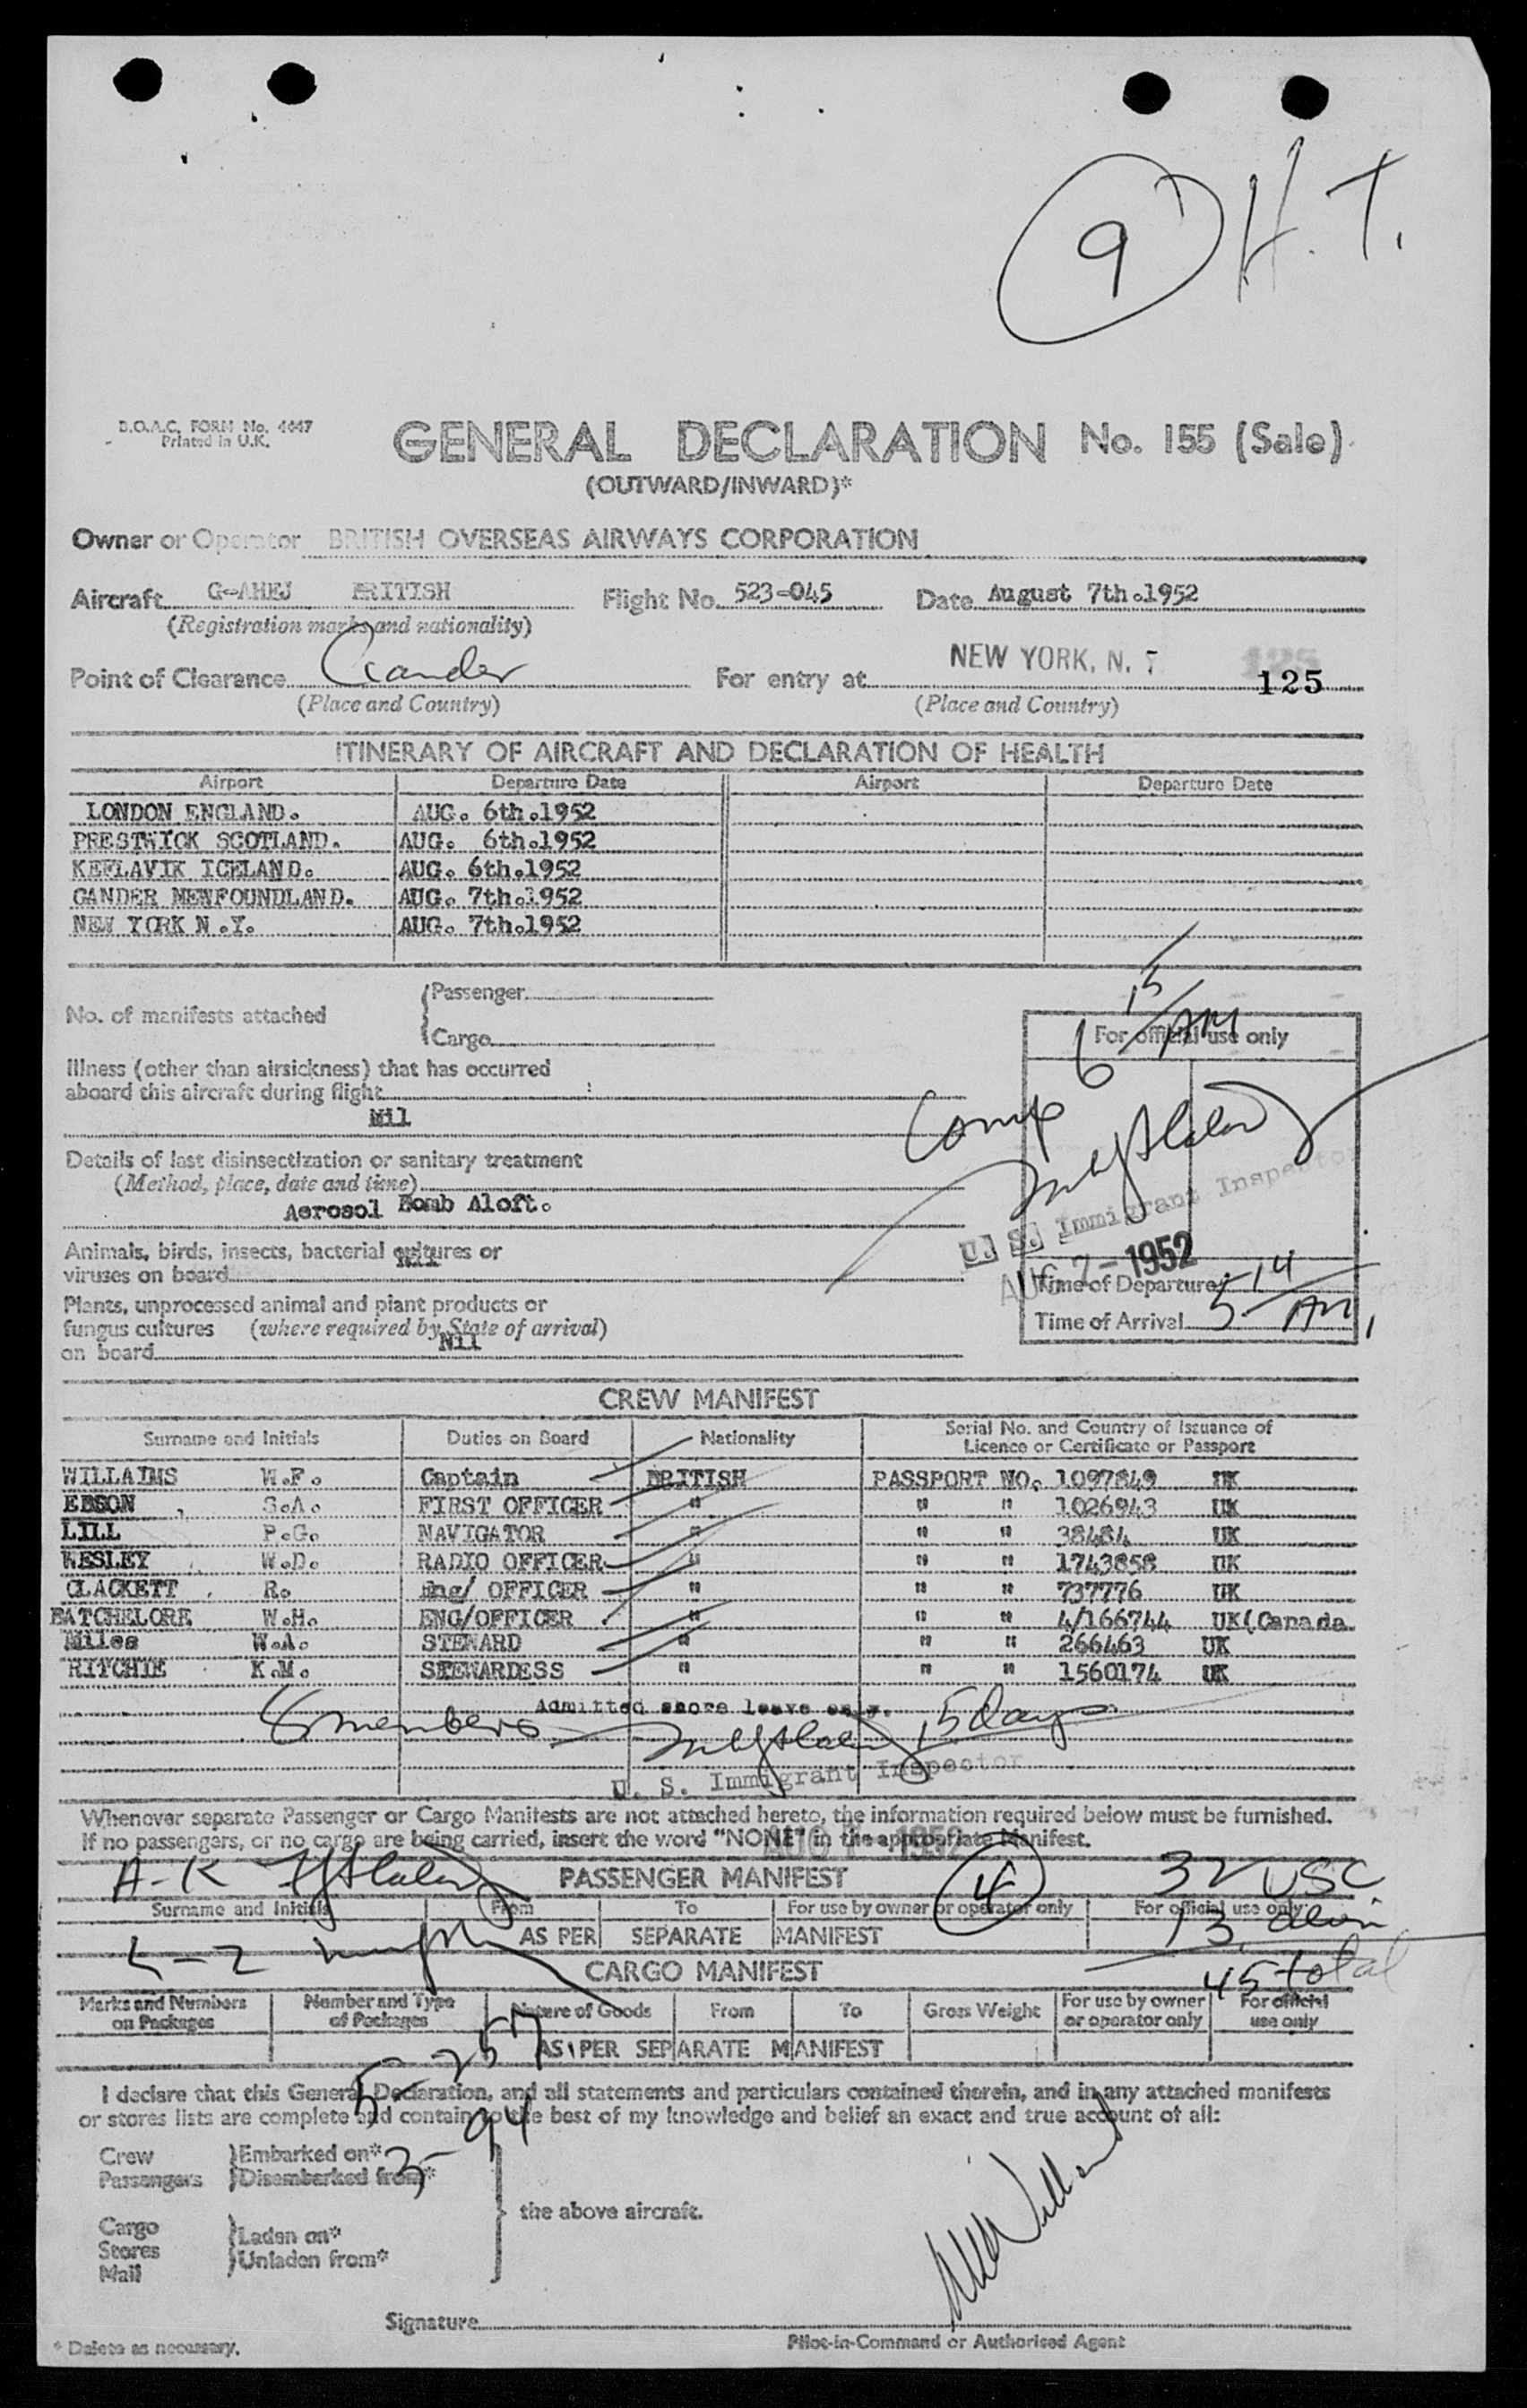 9 H.T.
B.O.A.C. FORM No. 4447
Printed in U.K.
GENERAL DECLARATION No. 155 (Sale)
(OUTWARD/INWARD)*
Owner or Operator BRITISH OVERSEAS AIRWAYS CORPORATION
Aircraft G-AHEJ BRITISH Flight No. 523-045 Date August 7th.1952
(Registration marks and nationality)
Point of Clearance Gander For entry at NEW YORK, N. Y 125 125
(Place and Country) (Place and Country)
ITINERARY OF AIRCRAFT AND DECLARATION OF HEALTH
Airport Departure Date Airport Departure Date
LONDON ENGLAND. AUG. 6th.1952
PRESTWICK SCOTLAND. AUG. 6th.1952
KEFLAVIK ICELAND. AUG. 6th.1952
GANDER NEWFOUNDLAND. AUG. 7th.1952
NEW YORK N.Y. AUG. 7th.1952
No. of manifests attached
Passenger
Cargo
6 15/AM
For official use only
Comp
Illness (other than airsickness) that has occurred
aboard this aircraft during flight
Nil
Details of last disinsectization or sanitary treatment
(Method, place, date and time)
Aerosol Bomb Aloft.
U. S. Immigrant Inspector
AUG 7 - 1952
Animals, birds, insects, bacterial cultures or
viruses on board Nil
Plants, unprocessed animal and plant products or
fungus cultures (where required by State of arrival)
on board Nil
Time of Departure
Time of Arrival 5 14/AM
CREW MANIFEST
Surname and Initials Duties on Board Nationality Serial No. and Country of Issuance of
Licence or Certificate or Passport
WILLAIMS W.F. Captain BRITISH PASSPORT NO. 1097849 UK
EBSON , S.A. FIRST OFFICER " " " 1026943 UK
LILL P.G. NAVIGATOR " " " 38484 UK
WESLEY W.D. RADIO OFFICER " " " 1743858 UK
CLACKETT , R. Eng/ OFFICER " " " 737776 UK
BATCHELORE W.H. ENG/OFFICER " " " 4/166744 UK(Canada
Miles W.A. STEWARD " " " 266463 UK
RITCHIE K.M. STEWARDESS " " " 1560174 UK
Admitted shore leave only.
8 members 15 days
U. S. Immigrant Inspector
Whenever separate Passenger or Cargo Manifests are not attached hereto, the information required below must be furnished.
If no passengers, or no cargo are being carried, insert the word "NONE" in the appropriate Manifest.
AUG 7 - 1952
A-K
PASSENGER MANIFEST 4 32 USC
Surname and Initials From To For use by owner or operator only For official use only
13 alien
AS PER SEPARATE MANIFEST
L-Z
CARGO MANIFEST 45 total
Marks and Numbers on Packages Number and Type of Packages Nature of Goods From To Gross Weight For use by owner or operator only For official use only
AS PER SEPARATE MANIFEST
5-257
I declare that this General Declaration, and all statements and particulars contained therein, and in any attached manifests
or stores lists are complete and contain to the best of my knowledge and belief an exact and true account of all:
3-94
Crew Embarked on*
Passengers Disembarked from*
the above aircraft.
Cargo Laden on*
Stores
Mail Unladen from*
Signature
* Delete as necessary.
Pilot-in-Command or Authorised Agent